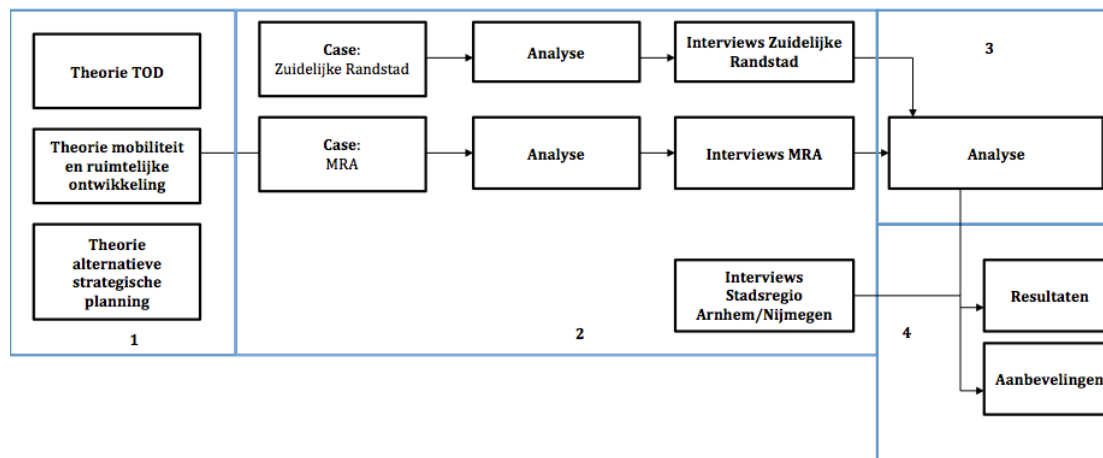 Theorie TOD
Theorie mobiliteit
en ruimtelijke
ontwikkeling
Theorie
alternatieve
strategische
planning
1
Case:
Zuidelijke Randstad
Analyse
Interviews Zuidelijke
Randstad
Case:
MRA
Analyse
Interviews MRA
Interviews
Stadsregio
Arnhem/Nijmegen
2
3
Analyse
4
Resultaten
Aanbevelingen